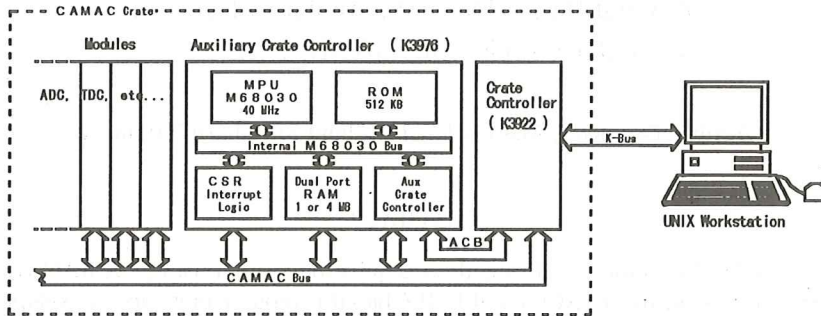 CAMAC Crate
Modules
ADC, TDC, etc...
Auxiliary Crate Controller ( K3976 )
MPU
M68030
40 MHz
ROM
512 KB
Internal M68030 Bus
CSR
Interrupt
Logic
Dual Port
RAM
1 or 4 MB
Aux
Crate
Controller
Crate
Controller
( K3922 )
K-Bus
UNIX Workstation
ACB
CAMAC Bus